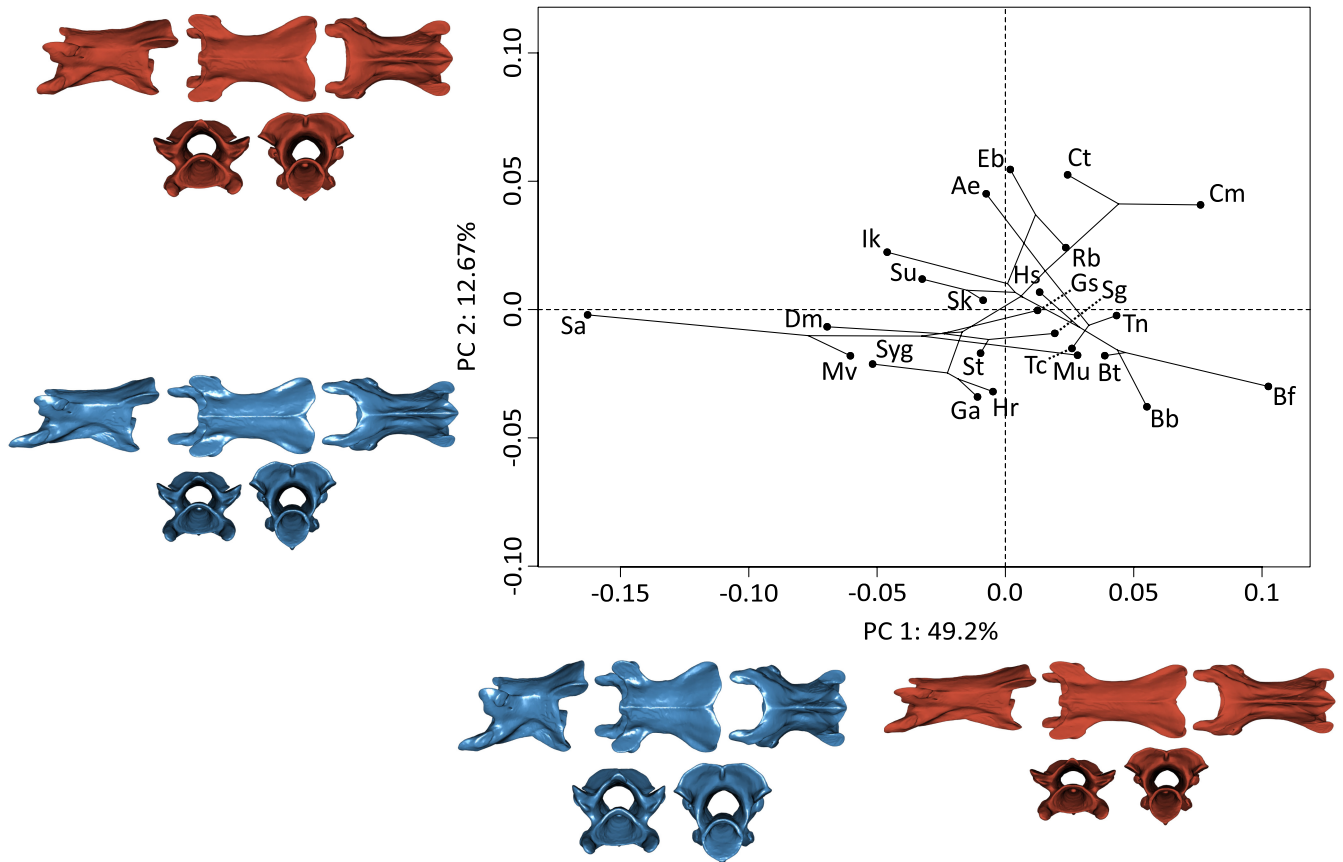 0.10
0.05
0.0
-0.05
-0.10
PC 2: 12.67%
Eb
Ct
Ae
Cm
Ik
Rb
Su
Hs
Gs
Sg
Sk
Sa
Dm
Tn
Mv
Syg
St
Tc
Mu
Bt
Ga
Hr
Bb
Bf
-0.15
-0.10
-0.05
0.0
0.05
0.1
PC 1: 49.2%